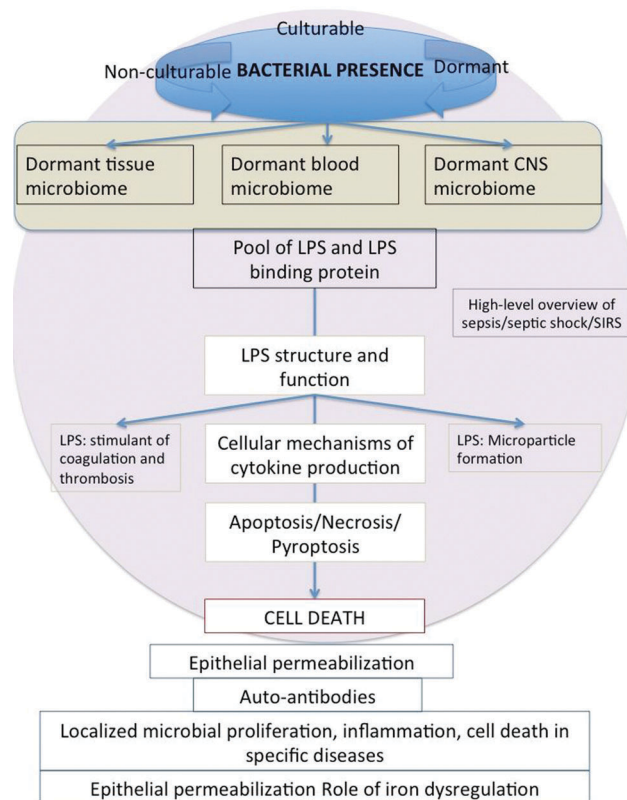 Culturable
Non-culturable BACTERIAL PRESENCE Dormant
Dormant tissue
microbiome
Dormant blood
microbiome
Dormant CNS
microbiome
Pool of LPS and LPS
binding protein
High-level overview of
sepsis/septic shock/SIRS
LPS structure and
function
LPS: stimulant of
coagulation and
thrombosis
Cellular mechanisms of
cytokine production
LPS: Microparticle
formation
Apoptosis/Necrosis/
Pyroptosis
CELL DEATH
Epithelial permeabilization
Auto-antibodies
Localized microbial proliferation, inflammation, cell death in
specific diseases
Epithelial permeabilization Role of iron dysregulation